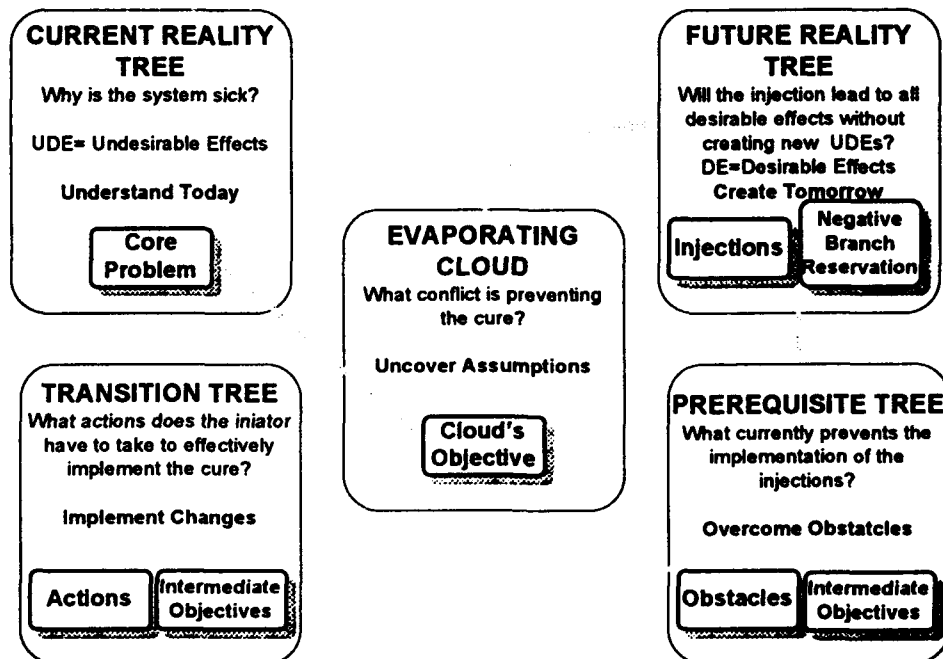 CURRENT REALITY
TREE
Why is the system sick?
UDE= Undesirable Effects
Understand Today
Core
Problem
FUTURE REALITY
TREE
Will the injection lead to all
desirable effects without
creating new UDEs?
DE=Desirable Effects
Create Tomorrow
Injections
Negative
Branch
Reservation
EVAPORATING
CLOUD
What conflict is preventing
the cure?
Uncover Assumptions
Cloud's
Objective
TRANSITION TREE
What actions does the iniator
have to take to effectively
implement the cure?
Implement Changes
Actions
Intermediate
Objectives
PREREQUISITE TREE
What currently prevents the
implementation of the
injections?
Overcome Obstatcles
Obstacles
Intermediate
Objectives